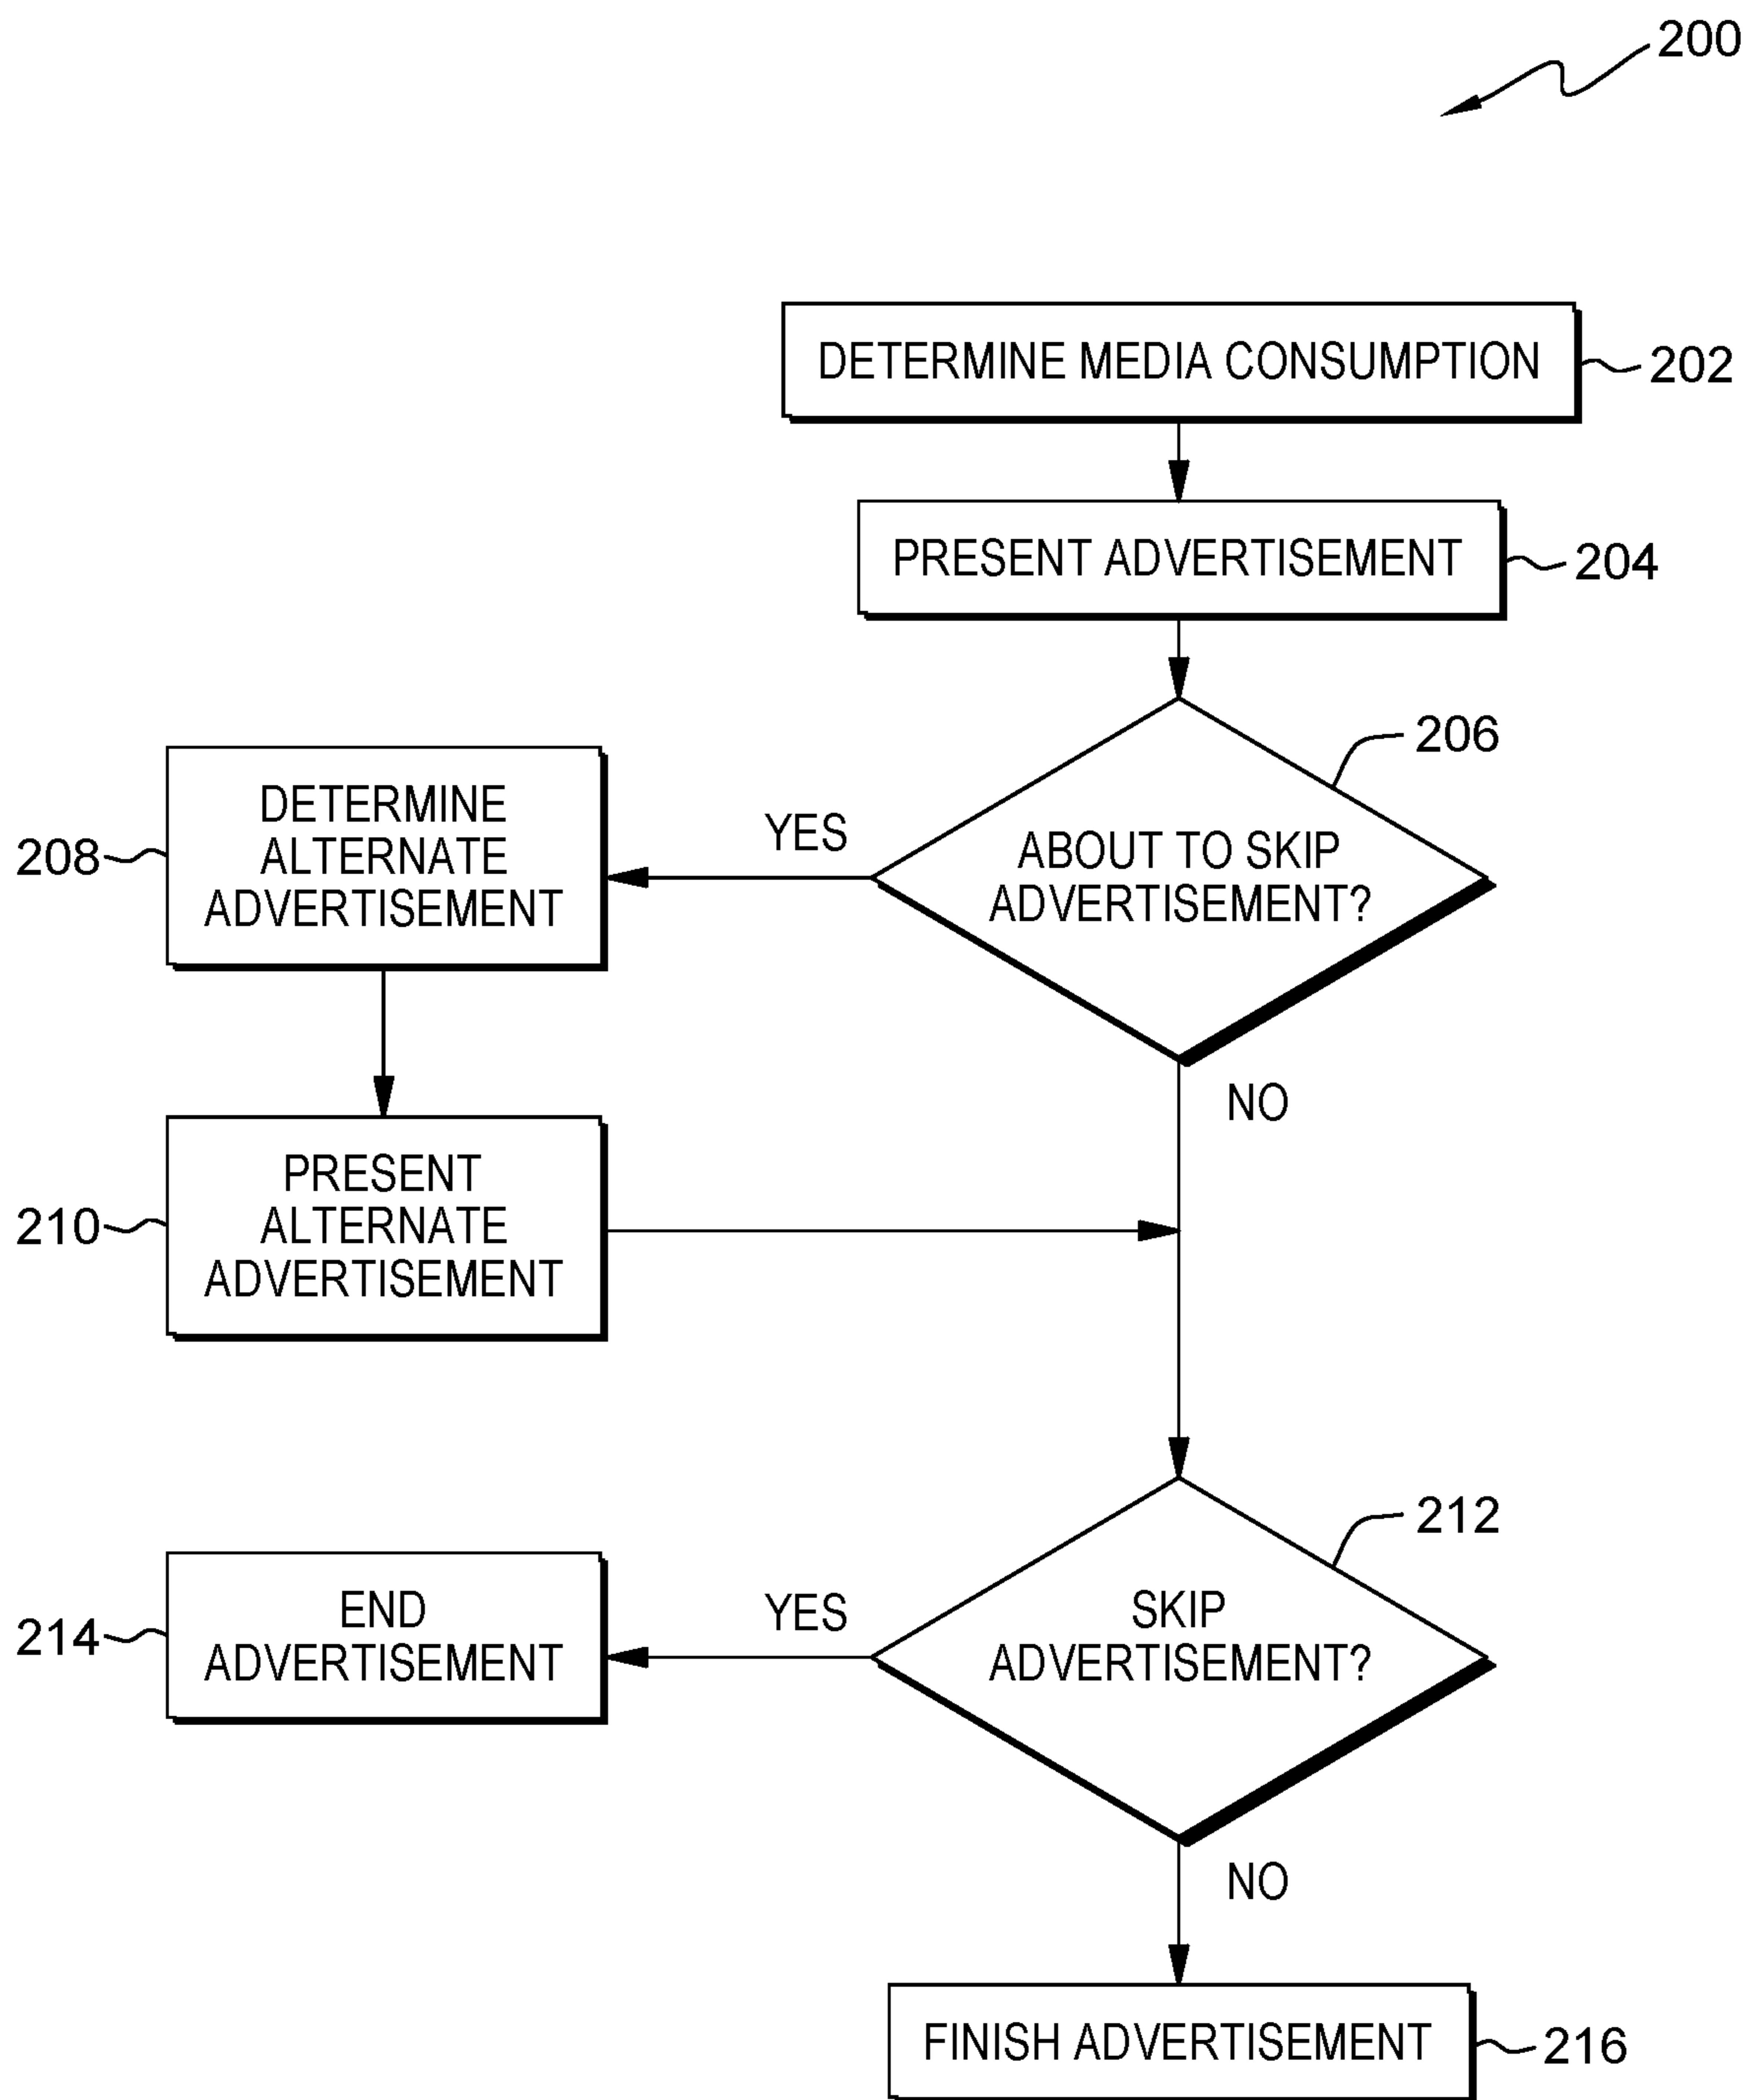 200
DETERMINE MEDIA CONSUMPTION
202
PRESENT ADVERTISEMENT
204
206
ABOUT TO SKIP
ADVERTISEMENT?
YES
NO
208
DETERMINE
ALTERNATE
ADVERTISEMENT
210
PRESENT
ALTERNATE
ADVERTISEMENT
212
SKIP
ADVERTISEMENT?
YES
NO
214
END
ADVERTISEMENT
FINISH ADVERTISEMENT
216